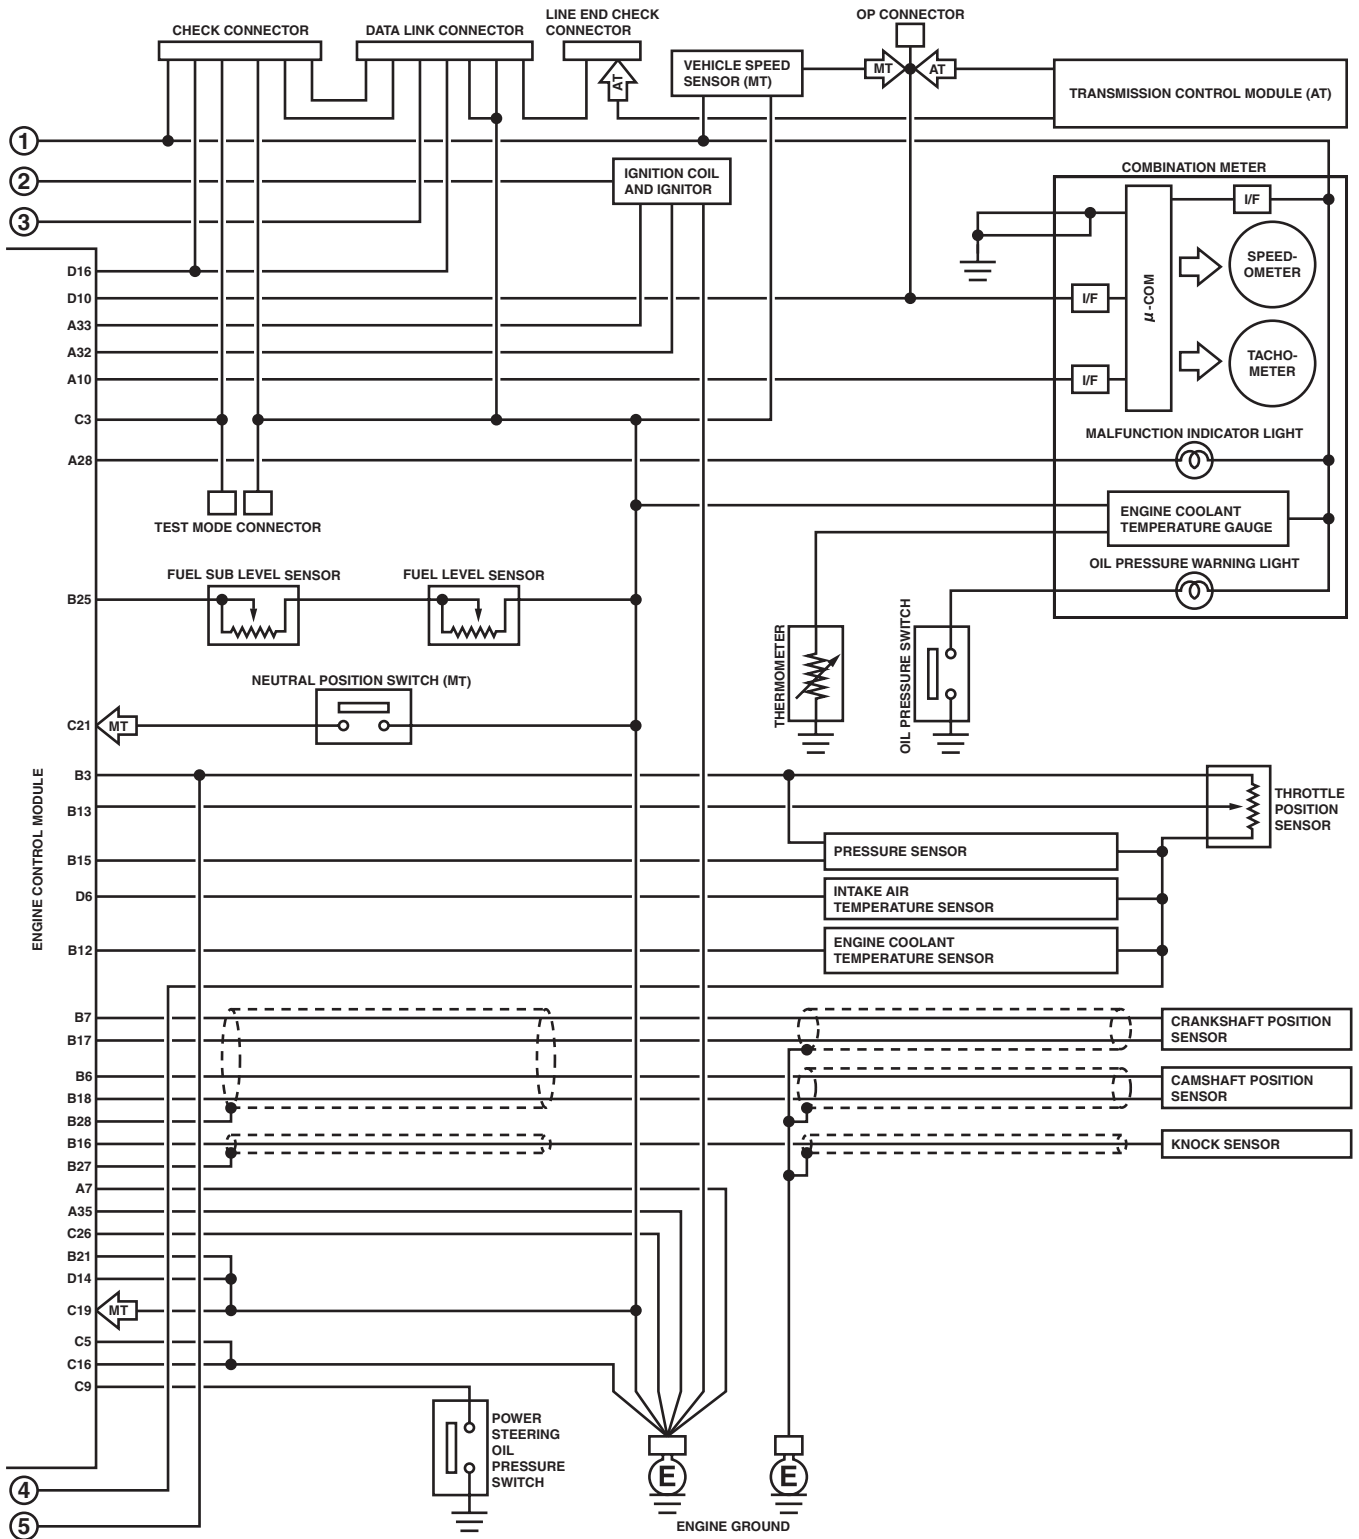 CHECK CONNECTOR
DATA LINK CONNECTOR
LINE END CHECK
CONNECTOR
OP CONNECTOR
AT
VEHICLE SPEED
SENSOR (MT)
MT
AT
TRANSMISSION CONTROL MODULE (AT)
1
2
3
IGNITION COIL
AND IGNITOR
COMBINATION METER
I/F
SPEED-
OMETER
I/F
µ-COM
TACHO-
METER
I/F
MALFUNCTION INDICATOR LIGHT
ENGINE COOLANT
TEMPERATURE GAUGE
OIL PRESSURE WARNING LIGHT
D16
D10
A33
A32
A10
C3
A28
TEST MODE CONNECTOR
FUEL SUB LEVEL SENSOR
FUEL LEVEL SENSOR
B25
THERMOMETER
OIL PRESSURE SWITCH
NEUTRAL POSITION SWITCH (MT)
C21
MT
ENGINE CONTROL MODULE
B3
B13
THROTTLE
POSITION
SENSOR
B15
PRESSURE SENSOR
D6
INTAKE AIR
TEMPERATURE SENSOR
B12
ENGINE COOLANT
TEMPERATURE SENSOR
B7
B17
CRANKSHAFT POSITION
SENSOR
B6
B18
CAMSHAFT POSITION
SENSOR
B28
B16
KNOCK SENSOR
B27
A7
A35
C26
B21
D14
C19
MT
C5
C16
C9
POWER
STEERING
OIL
PRESSURE
SWITCH
E
E
ENGINE GROUND
4
5